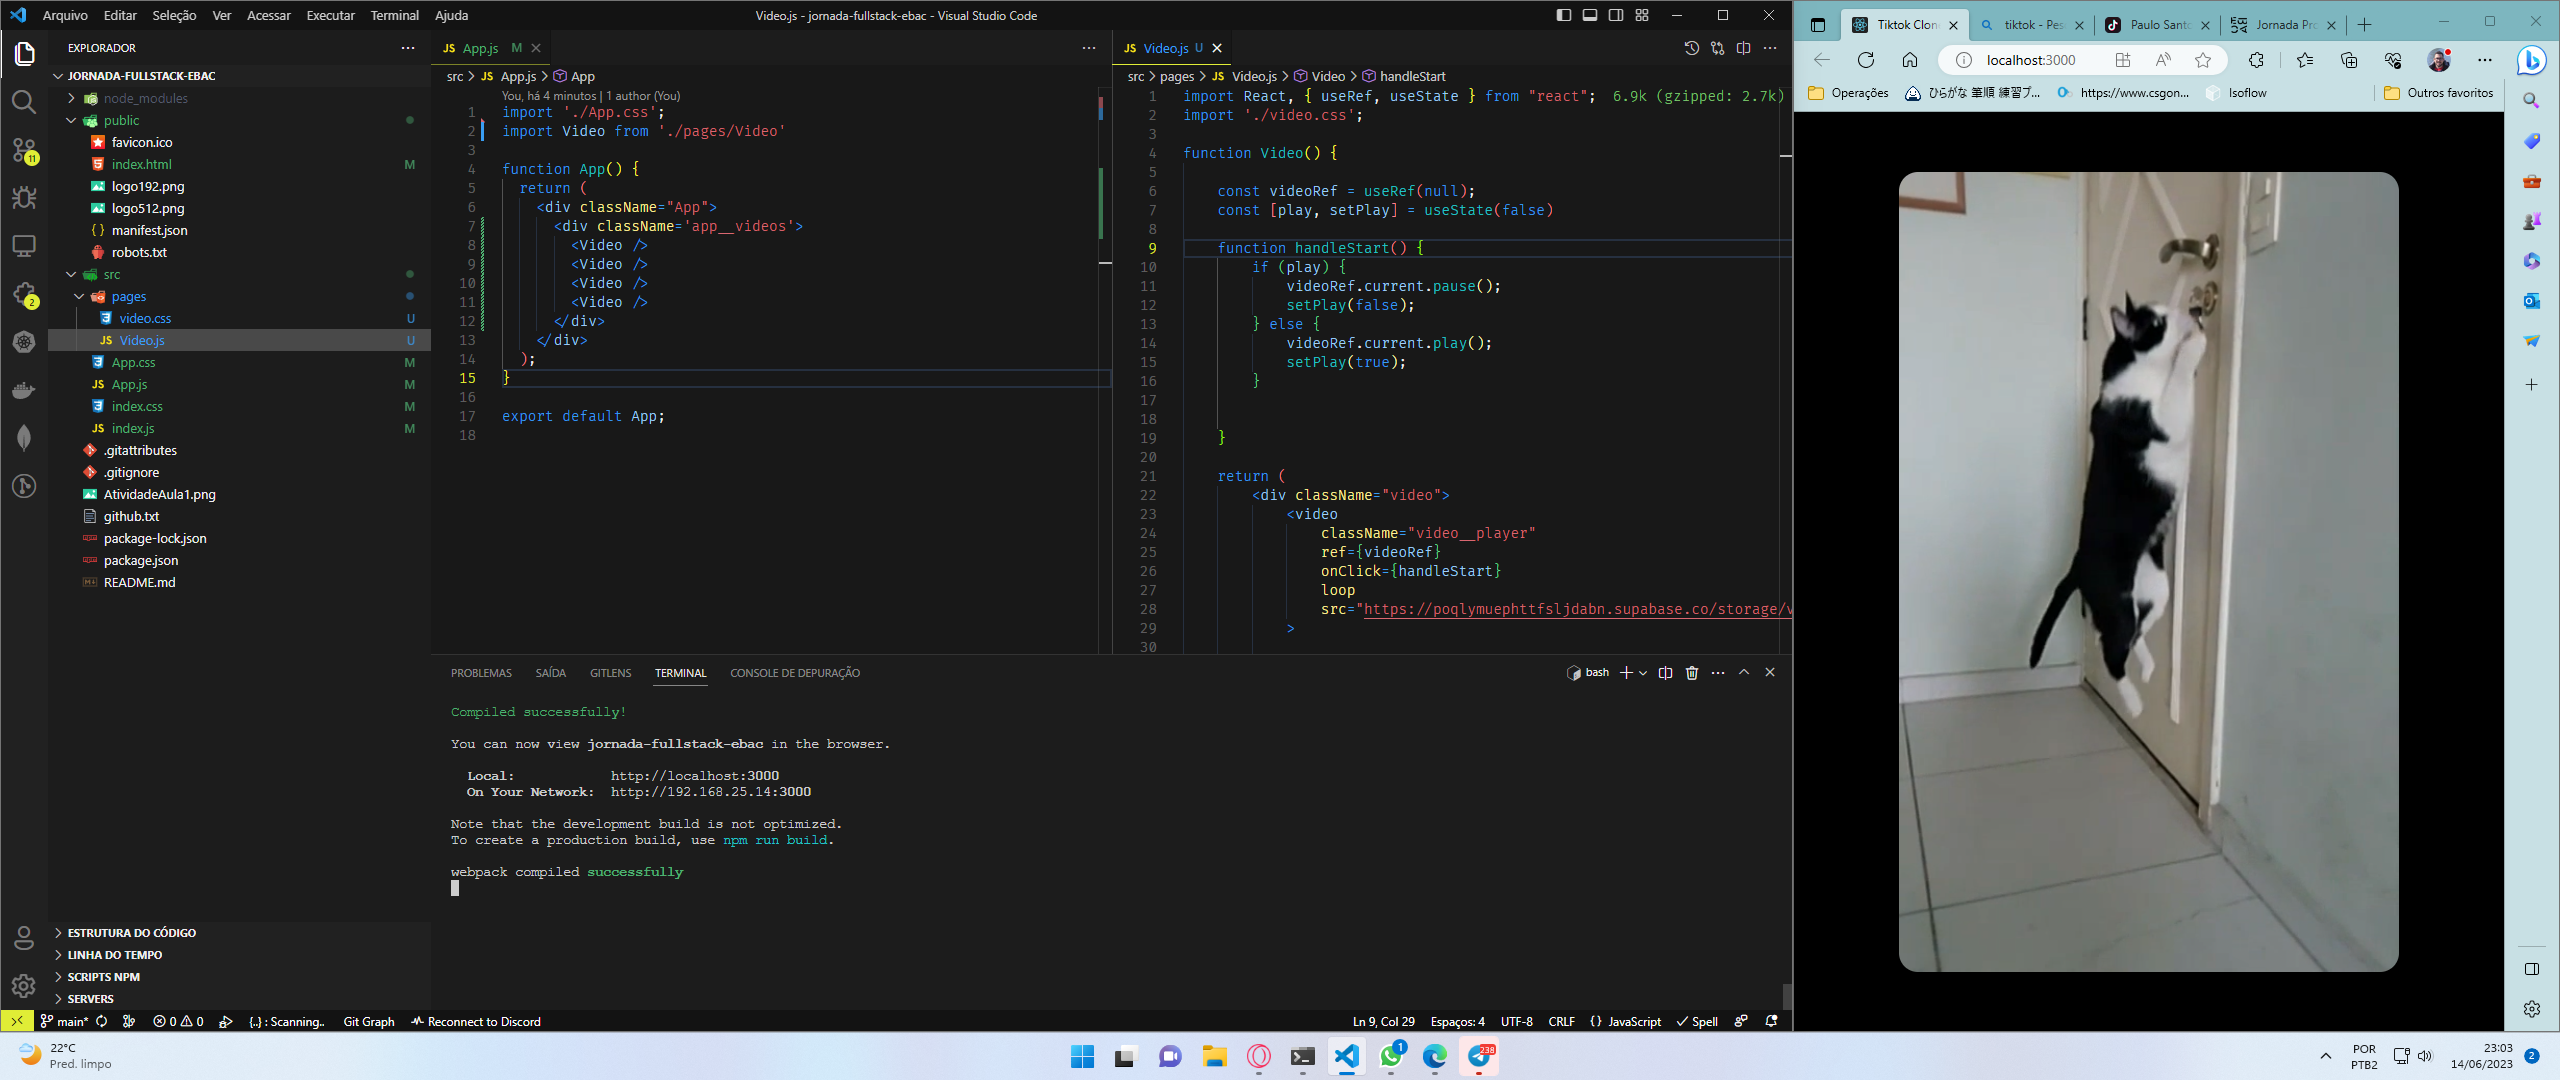 Arquivo Editar Seleção Ver Acessar Executar Terminal Ajuda
Video.js - jornada-fullstack-ebac - Visual Studio Code
EXPLORADOR
JORNADA-FULLSTACK-EBAC
node_modules
public
favicon.ico
index.html M
logo192.png
logo512.png
manifest.json
robots.txt
src
pages
video.css U
Video.js U
App.css M
App.js M
index.css M
index.js M
.gitattributes
.gitignore
AtividadeAula1.png
github.txt
package-lock.json
package.json
README.md
ESTRUTURA DO CÓDIGO
LINHA DO TEMPO
SCRIPTS NPM
SERVERS
11
2
JS App.js M
src > JS App.js > App
You, há 4 minutos | 1 author (You)
1 import './App.css';
2 import Video from './pages/Video'
3
4 function App() {
5 return (
6 <div className="App">
7 <div className='app__videos'>
8 <Video />
9 <Video />
10 <Video />
11 <Video />
12 </div>
13 </div>
14 );
15 }
16
17 export default App;
18
JS Video.js U
src > pages > JS Video.js > Video > handleStart
1 import React, { useRef, useState } from "react"; 6.9k (gzipped: 2.7k)
2 import './video.css';
3
4 function Video() {
5
6 const videoRef = useRef(null);
7 const [play, setPlay] = useState(false)
8
9 function handleStart() {
10 if (play) {
11 videoRef.current.pause();
12 setPlay(false);
13 } else {
14 videoRef.current.play();
15 setPlay(true);
16 }
17
18
19 }
20
21 return (
22 <div className="video">
23 <video
24 className="video__player"
25 ref={videoRef}
26 onClick={handleStart}
27 loop
28 src="https://poqlymuephttfsljdabn.supabase.co/storage/v
29 >
30
PROBLEMAS SAÍDA GITLENS TERMINAL CONSOLE DE DEPURAÇÃO
bash
Compiled successfully!
You can now view jornada-fullstack-ebac in the browser.
Local: http://localhost:3000
On Your Network: http://192.168.25.14:3000
Note that the development build is not optimized.
To create a production build, use npm run build.
webpack compiled successfully
main* 0 0 {..} : Scanning.. Git Graph Reconnect to Discord
Ln 9, Col 29 Espaços: 4 UTF-8 CRLF {} JavaScript Spell
Tiktok Clon tiktok - Pes Paulo Santo Jornada Pro
localhost:3000
Operações ひらがな 筆順 練習プ... https://www.csgon... Isoflow Outros favoritos
22°C
Pred. limpo
1
238
POR
PTB2
23:03
14/06/2023
2